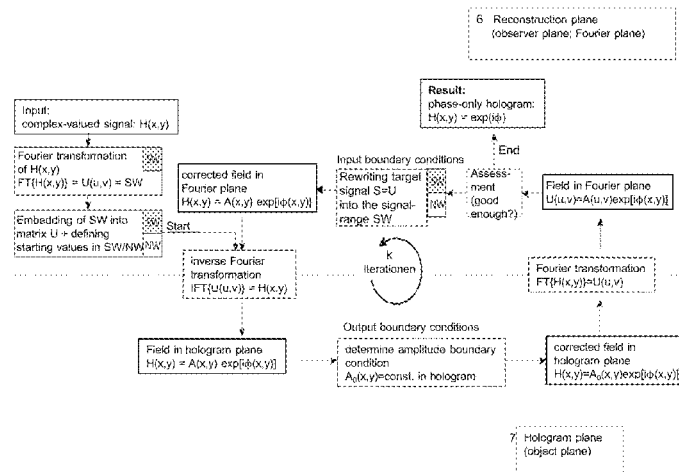 6 Reconstruction plane
(observer plane; Fourier plane)
Result:
phase-only hologram:
H(x,y) = exp{iϕ}
Input:
complex-valued signal: H(x,y)
Fourier transformation
of H(x,y)
FT{H(x,y)} = U(u,v) = SW
SW
Embedding of SW into
matrix U + defining
starting values in SW/NW
SW
NW
Start
corrected field in
Fourier plane
H(x,y) = A(x,y) exp[iϕ(x,y)]
Input boundary conditions
Rewriting target
signal S=U
into the signal-
range SW
NW
End
Assess-
ment
(good
enough?)
Field in Fourier plane
U(u,v)=A(u,v)exp[iϕ(x,y)]
k
Iterationen
inverse Fourier
transformation
IFT{U(u,v)} = H(x,y)
Fourier transformation
FT{H(x,y)}=U(u,v)
Field in hologram plane
H(x,y) = A(x,y) exp[iϕ(x,y)]
Output boundary conditions
determine amplitude boundary
condition
A₀(x,y)=const. in hologram
corrected field in
hologram plane
H(x,y)=A₀(x,y)exp[iϕ(x,y)]
7 Hologram plane
(object plane)